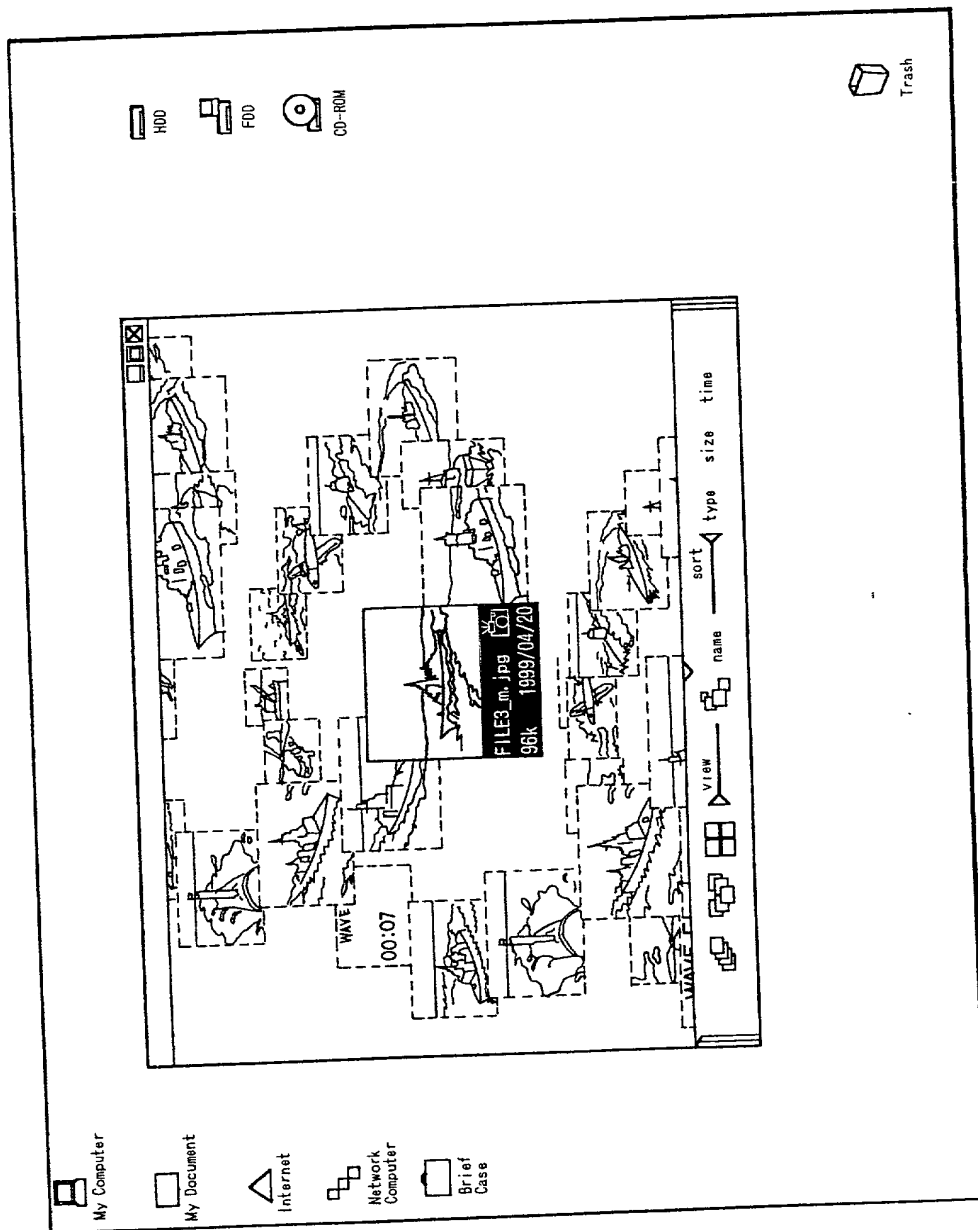 My Computer
My Document
Internet
Network
Computer
Brief
Case
HDD
FDD
CD-ROM
WAVE
00:07
FILE3_m.jpg
96k 1999/04/20
view
name
sort
type
size
time
Trash